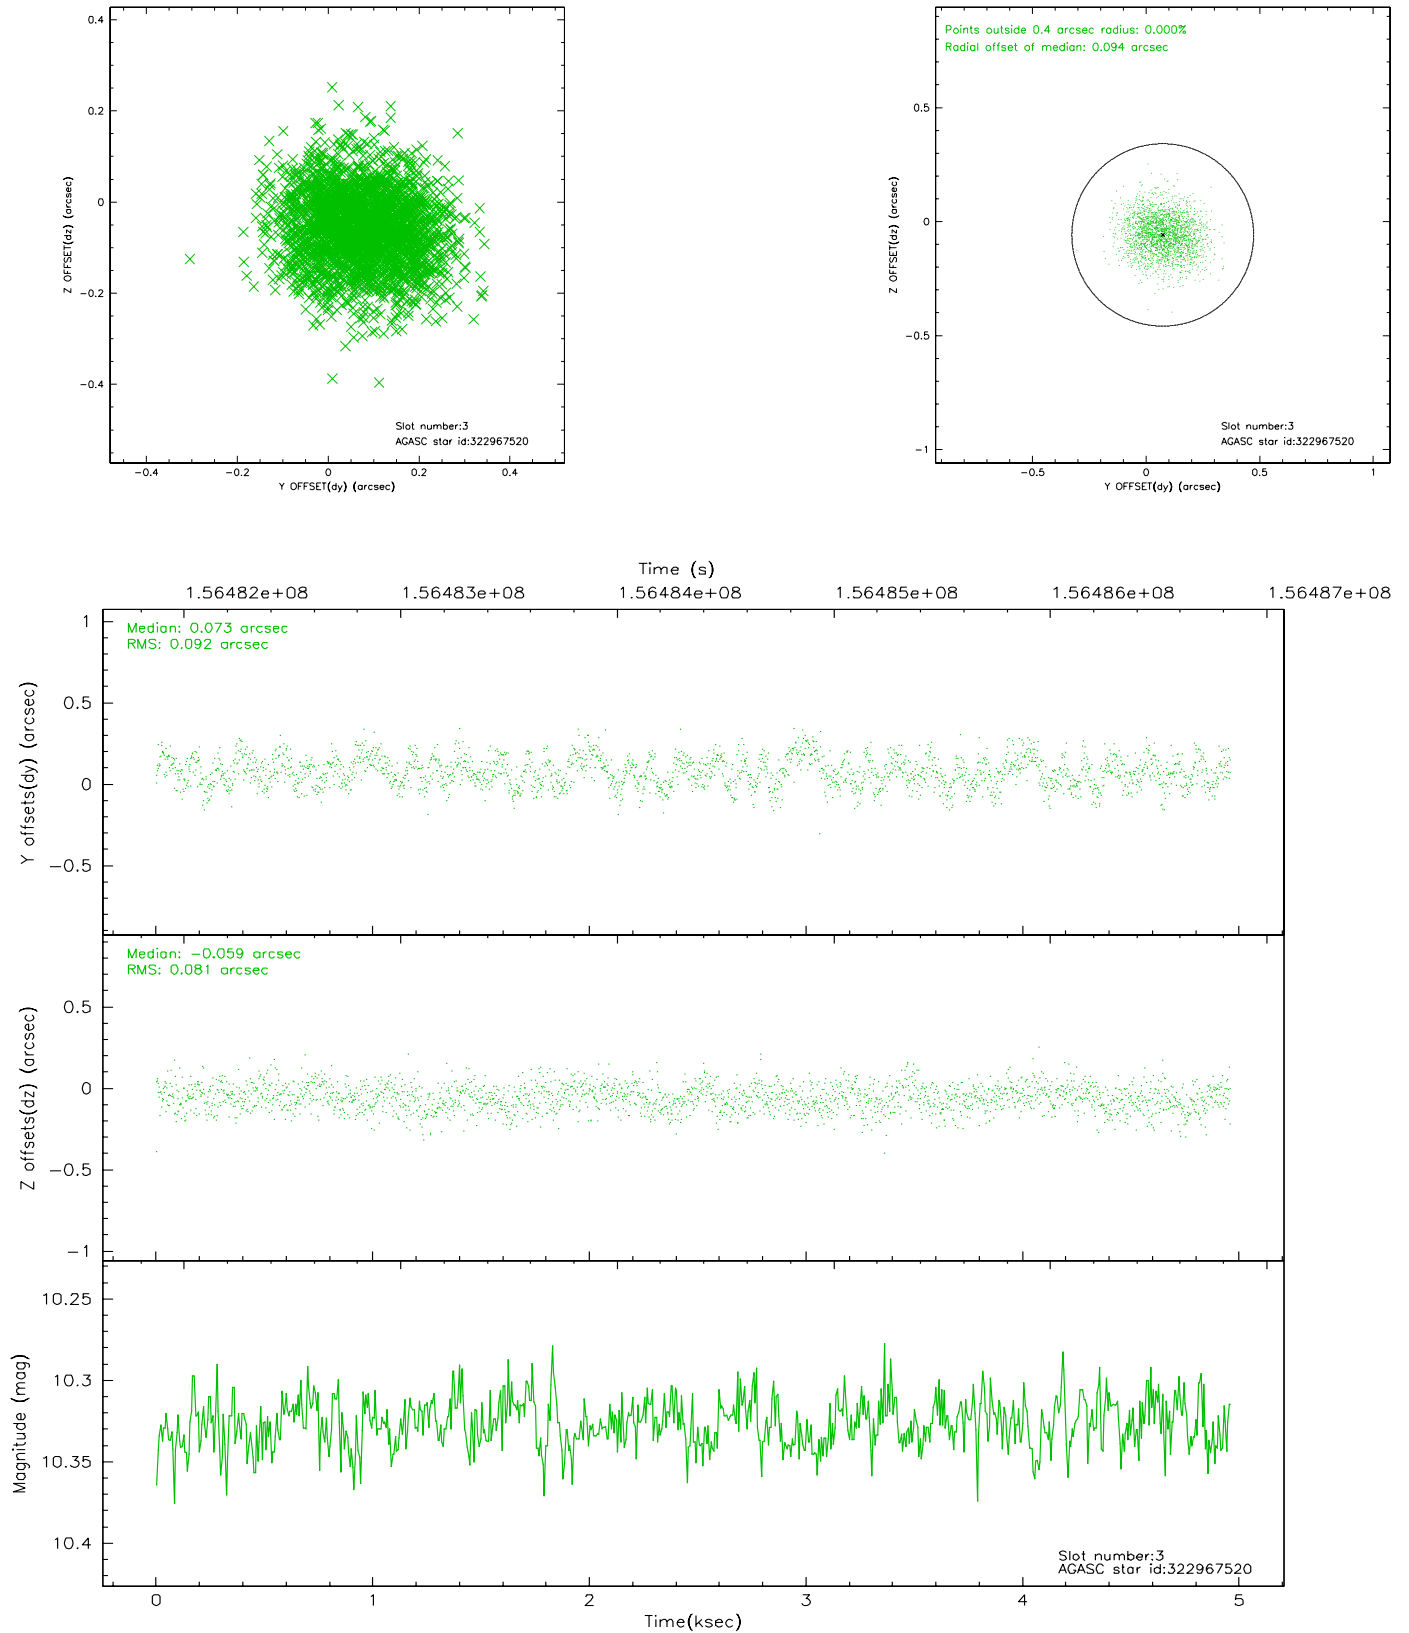 0.4
0.2
0
−0.2
−0.4
Z OFFSET(dz) (arcsec)
−0.4
−0.2
0
0.2
0.4
Y OFFSET(dy) (arcsec)
Slot number:3
AGASC star id:322967520
Points outside 0.4 arcsec radius: 0.000%
Radial offset of median: 0.094 arcsec
0.5
0
−0.5
−1
Z OFFSET(dz) (arcsec)
−0.5
0
0.5
1
Y OFFSET(dy) (arcsec)
Slot number:3
AGASC star id:322967520
Time (s)
1.56482e+08
1.56483e+08
1.56484e+08
1.56485e+08
1.56486e+08
1.56487e+08
Median: 0.073 arcsec
RMS: 0.092 arcsec
1
0.5
0
−0.5
Y offsets(dy) (arcsec)
Median: −0.059 arcsec
RMS: 0.081 arcsec
0.5
0
−0.5
−1
Z offsets(dz) (arcsec)
10.25
10.3
10.35
10.4
Magnitude (mag)
Slot number:3
AGASC star id:322967520
0
1
2
3
4
5
Time(ksec)